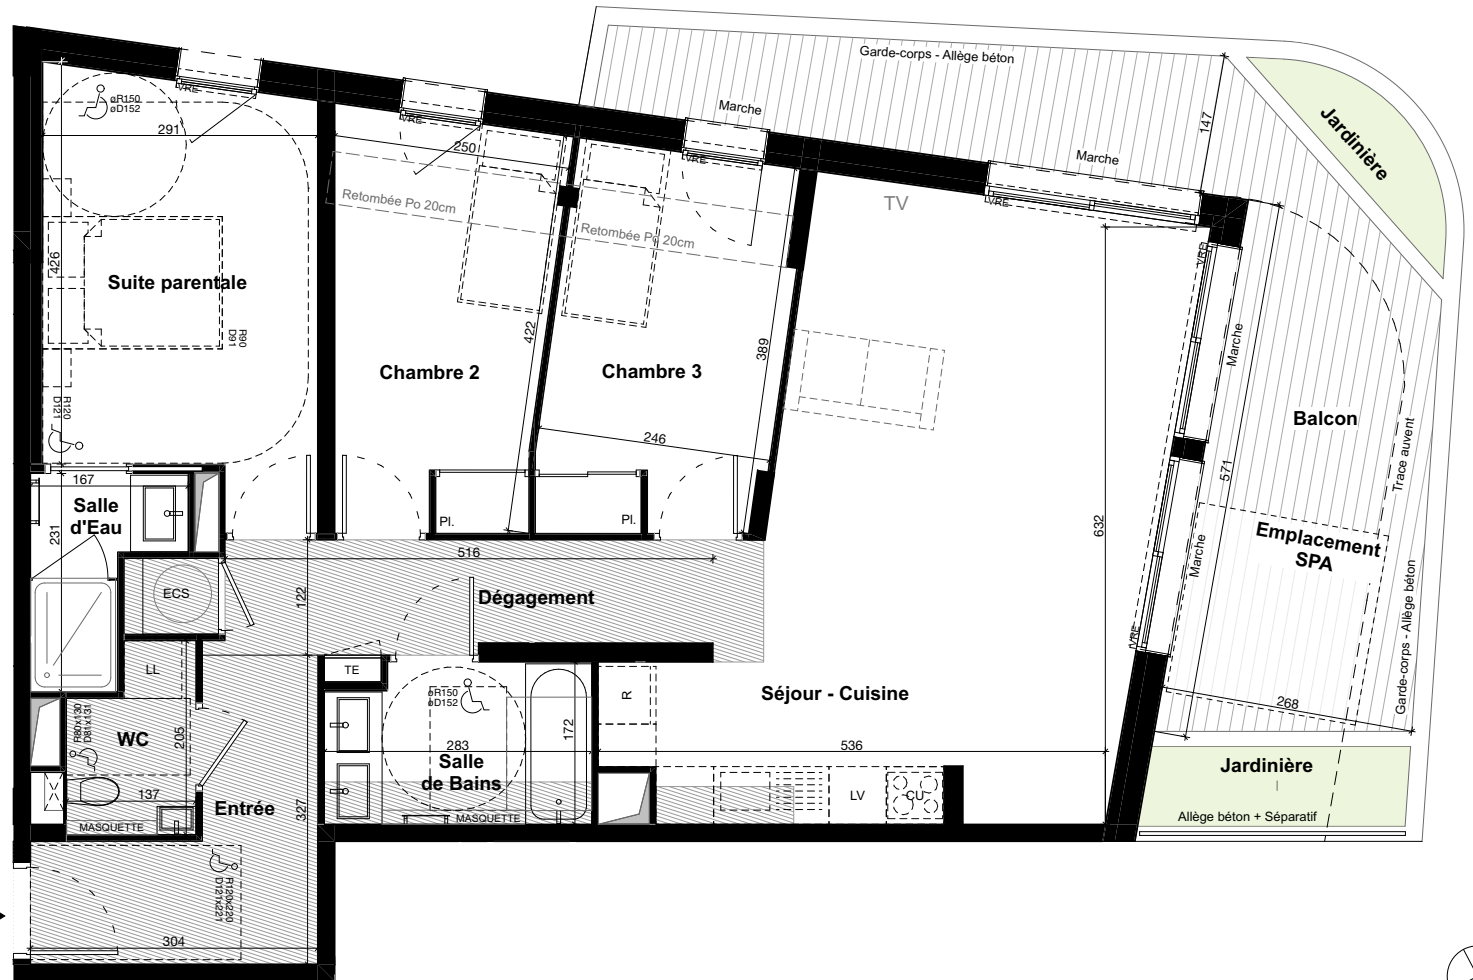 Garde-corps - Allège béton
Marche
147
Jardinière
VRE
øR150
øD152
291
VRE
250
VRE
Marche
Retombée Po 20cm
TV
VRE
Retombée Po 20cm
VRE
426
Suite parentale
R90
D91
422
389
Marche
Chambre 2
Chambre 3
Balcon
R120
D121
246
Trace auvent
571
167
Salle
d'Eau
231
Pl.
Pl.
632
Emplacement
SPA
Marche
516
ECS
122
Dégagement
VRE
Garde-corps - Allège béton
LL
TE
øR150
øD152
R
Séjour - Cuisine
268
R80x130
D81x131
WC
205
172
283
536
Salle
de Bains
Jardinière
137
Entrée
327
LV
CU
MASQUETTE
MASQUETTE
Allège béton + Séparatif
R120x220
D121x221
304